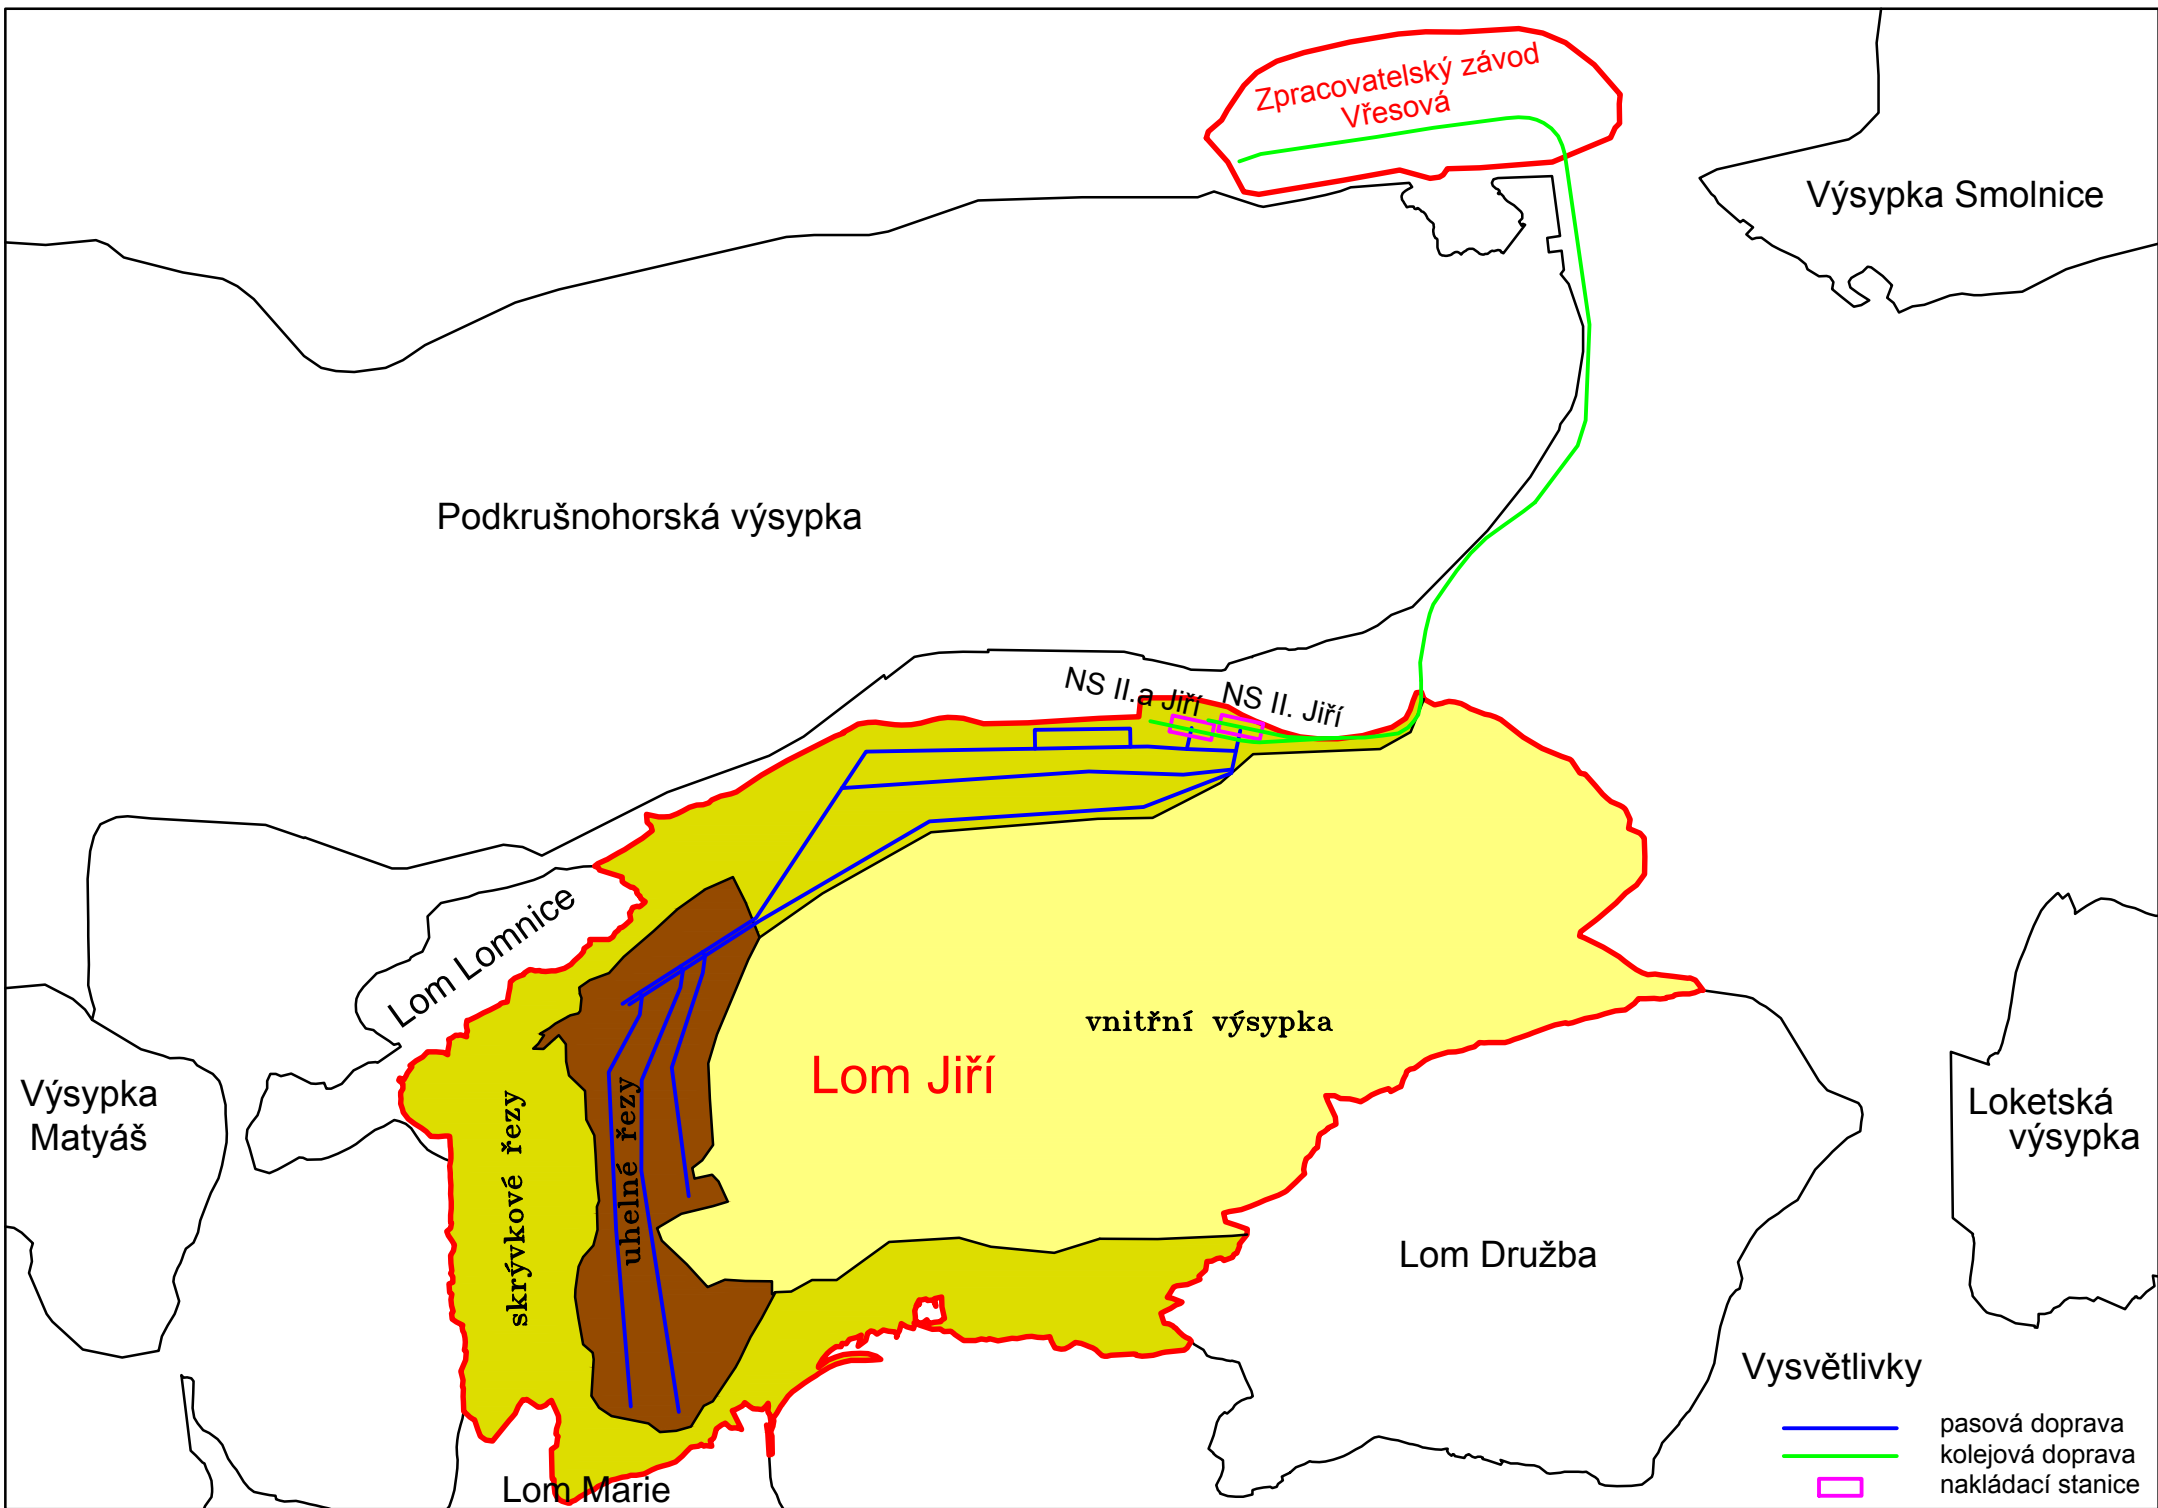 Zpracovatelský závod
Vřesová
Výsypka Smolnice
Podkrušnohorská výsypka
NS II.a Jiří
NS II. Jiří
Lom Lomnice
vnitřní výsypka
Lom Jiří
Výsypka
Matyáš
skrývkové řezy
uhelné řezy
Loketská
výsypka
Lom Družba
Lom Marie
Vysvětlivky
pasová doprava
kolejová doprava
nakládací stanice